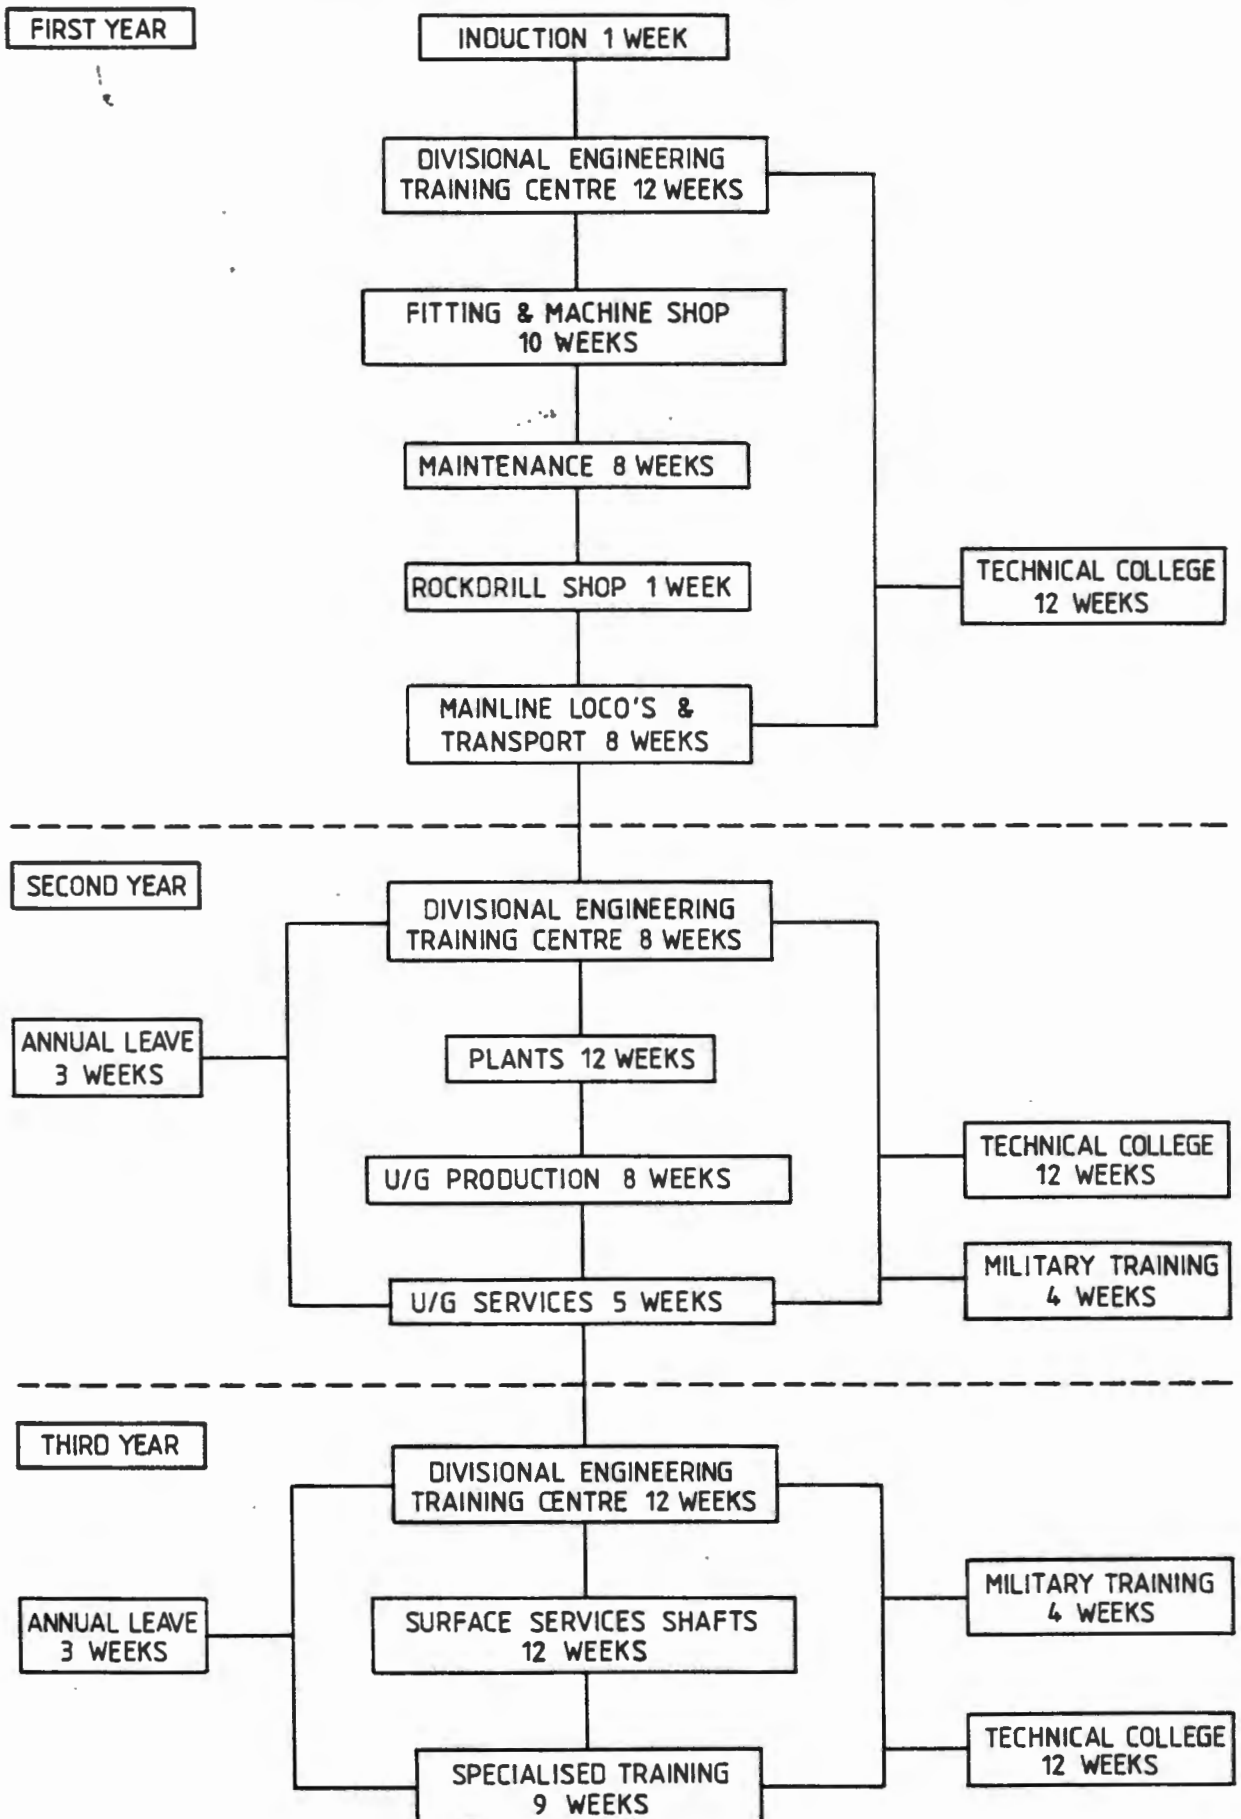 FIRST YEAR
INDUCTION 1 WEEK
DIVISIONAL ENGINEERING
TRAINING CENTRE 12 WEEKS
FITTING & MACHINE SHOP
10 WEEKS
MAINTENANCE 8 WEEKS
ROCKDRILL SHOP 1 WEEK
TECHNICAL COLLEGE
12 WEEKS
MAINLINE LOCO'S &
TRANSPORT 8 WEEKS
SECOND YEAR
DIVISIONAL ENGINEERING
TRAINING CENTRE 8 WEEKS
ANNUAL LEAVE
3 WEEKS
PLANTS 12 WEEKS
U/G PRODUCTION 8 WEEKS
TECHNICAL COLLEGE
12 WEEKS
U/G SERVICES 5 WEEKS
MILITARY TRAINING
4 WEEKS
THIRD YEAR
DIVISIONAL ENGINEERING
TRAINING CENTRE 12 WEEKS
MILITARY TRAINING
4 WEEKS
ANNUAL LEAVE
3 WEEKS
SURFACE SERVICES SHAFTS
12 WEEKS
TECHNICAL COLLEGE
12 WEEKS
SPECIALISED TRAINING
9 WEEKS